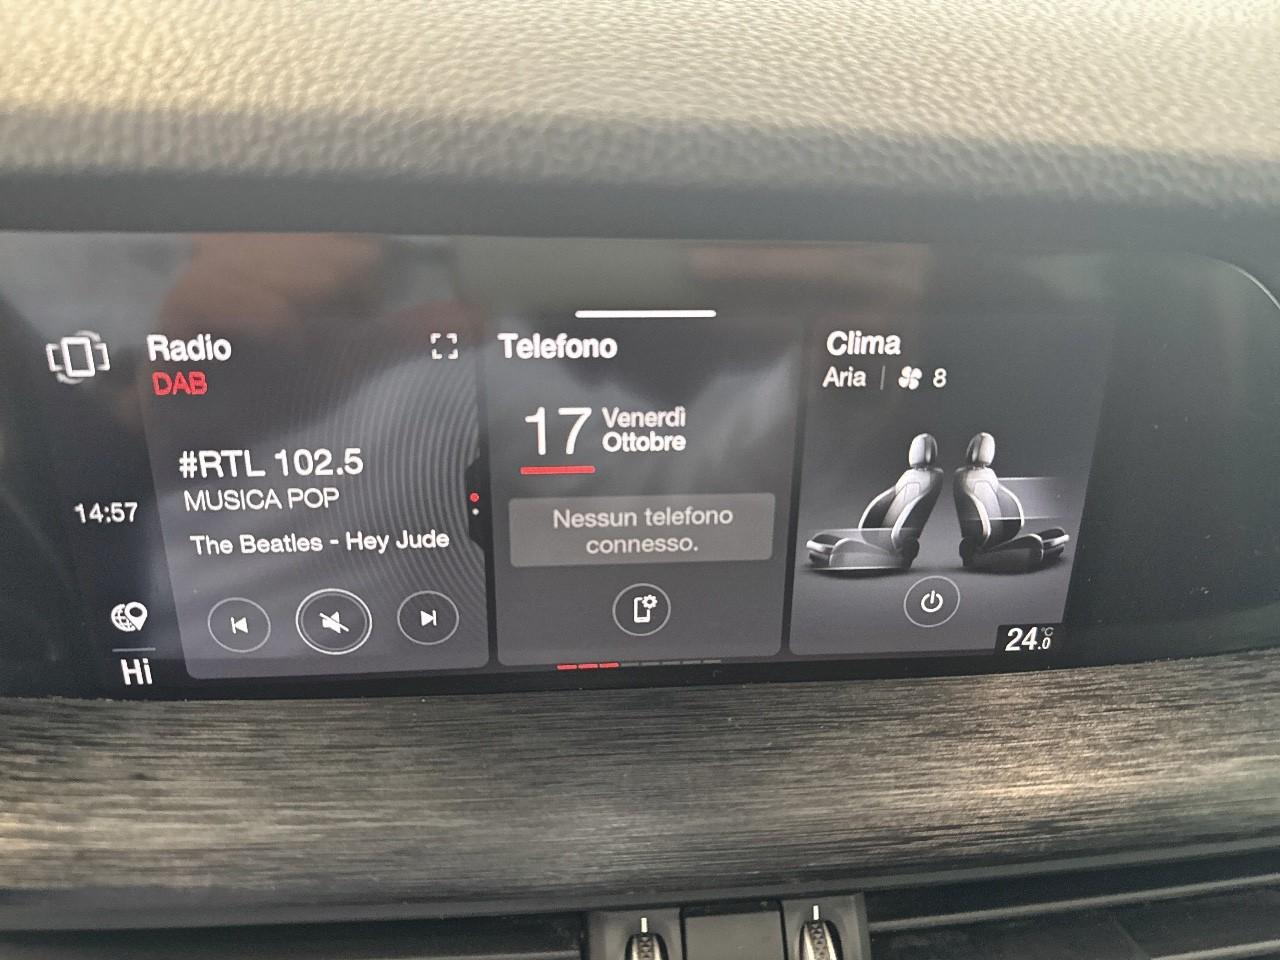 Radio
DAB
#RTL 102.5
MUSICA POP
The Beatles - Hey Jude
14:57
Hi
Telefono
17 Venerdì
Ottobre
Nessun telefono
connesso.
Clima
Aria | 8
24.0 °C